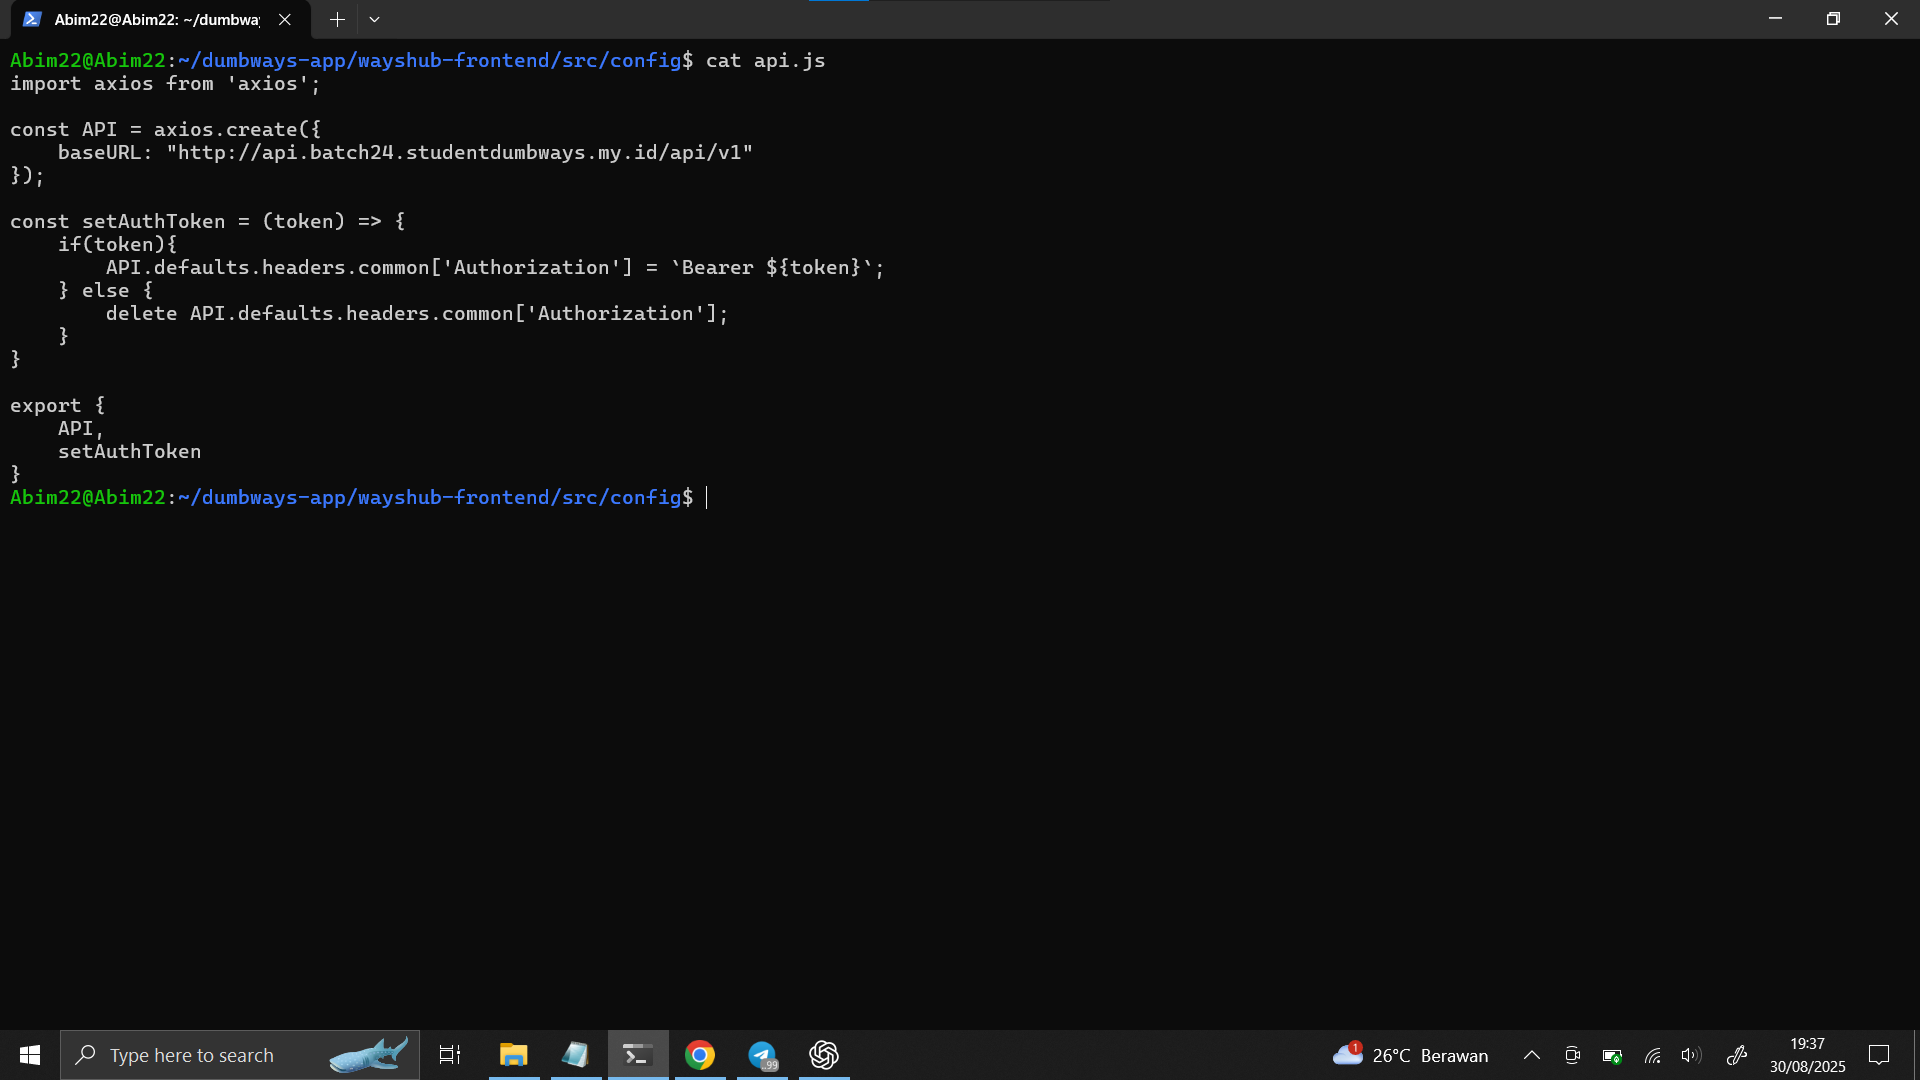 Abim22@Abim22: ~/dumbwa
Abim22@Abim22:~/dumbways-app/wayshub-frontend/src/config$ cat api.js
import axios from 'axios';
const API = axios.create({
    baseURL: "http://api.batch24.studentdumbways.my.id/api/v1"
});
const setAuthToken = (token) => {
    if(token){
        API.defaults.headers.common['Authorization'] = `Bearer ${token}`;
    } else {
        delete API.defaults.headers.common['Authorization'];
    }
}
export {
    API,
    setAuthToken
}
Abim22@Abim22:~/dumbways-app/wayshub-frontend/src/config$
Type here to search
.99
1
26°C Berawan
19:37
30/08/2025